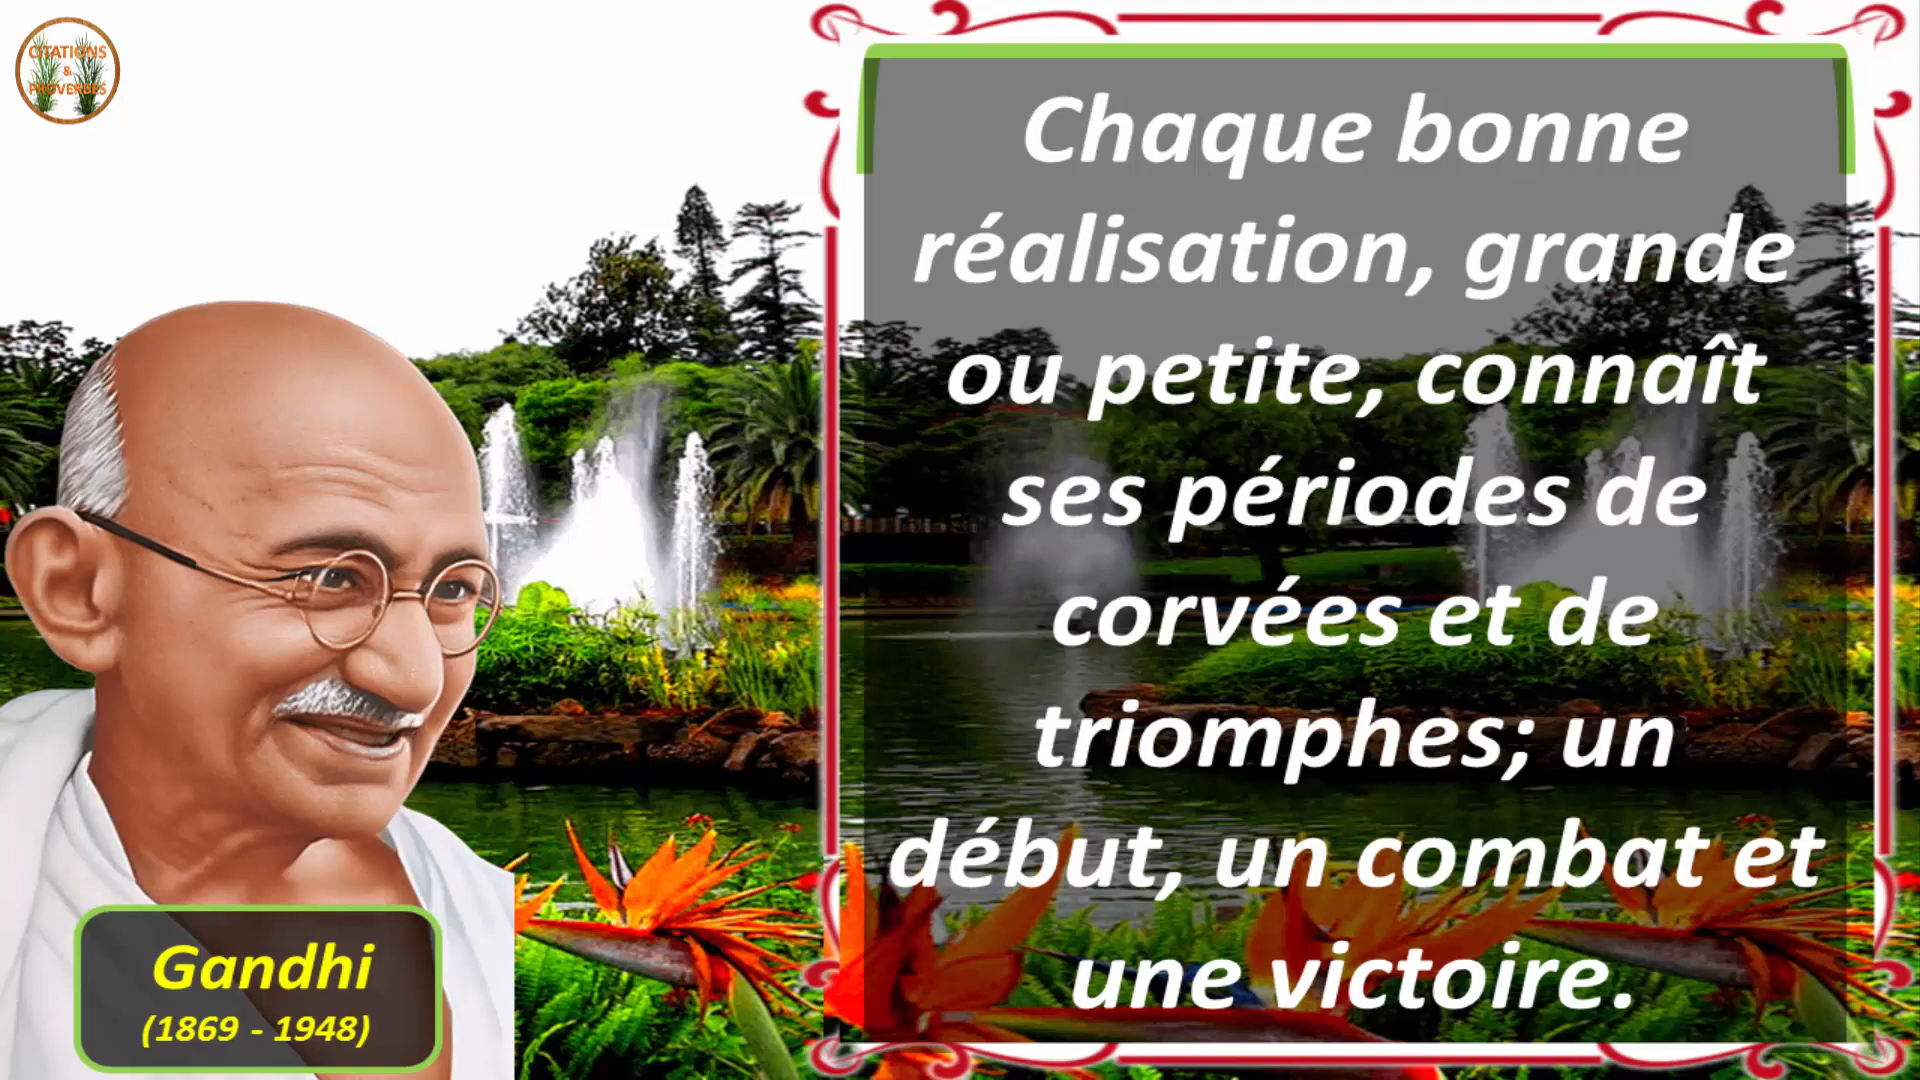 CITATIONS
&
PROVERBES
Chaque bonne
réalisation, grande
ou petite, connaît
ses périodes de
corvées et de
triomphes; un
début, un combat et
une victoire.
Gandhi
(1869 - 1948)